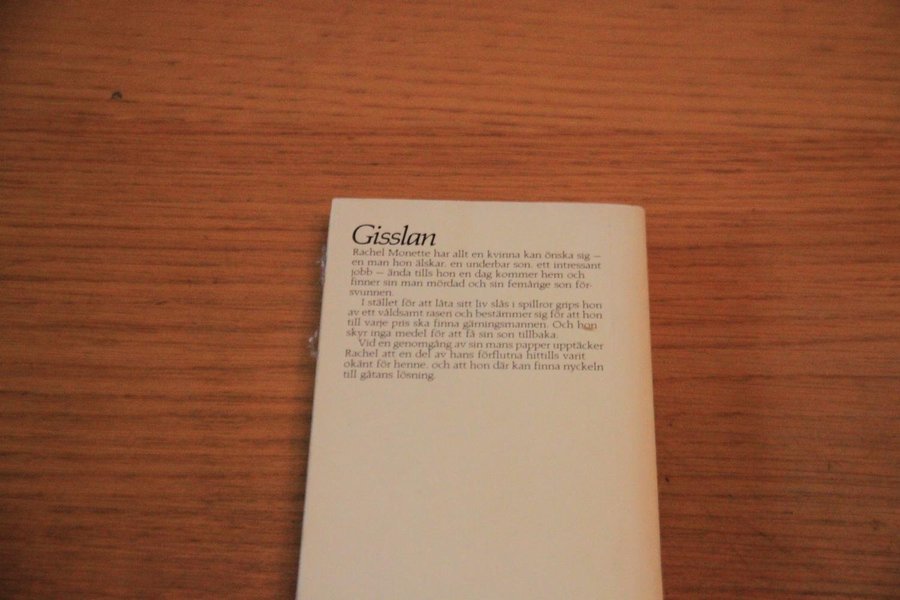 Gisslan
Rachel Monette har allt en kvinna kan önska sig –
en man hon älskar, en underbar son, ett intressant
jobb – ända tills hon en dag kommer hem och
finner sin man mördad och sin femårige son för-
svunnen.
I stället för att låta sitt liv slås i spillror grips hon
av ett våldsamt raseri och bestämmer sig för att hon
till varje pris ska finna gärningsmannen. Och hon
skyr inga medel för att få sin son tillbaka.
Vid en genomgång av sin mans papper upptäcker
Rachel att en del av hans förflutna hittills varit
okänt för henne, och att hon där kan finna nyckeln
till gåtans lösning.